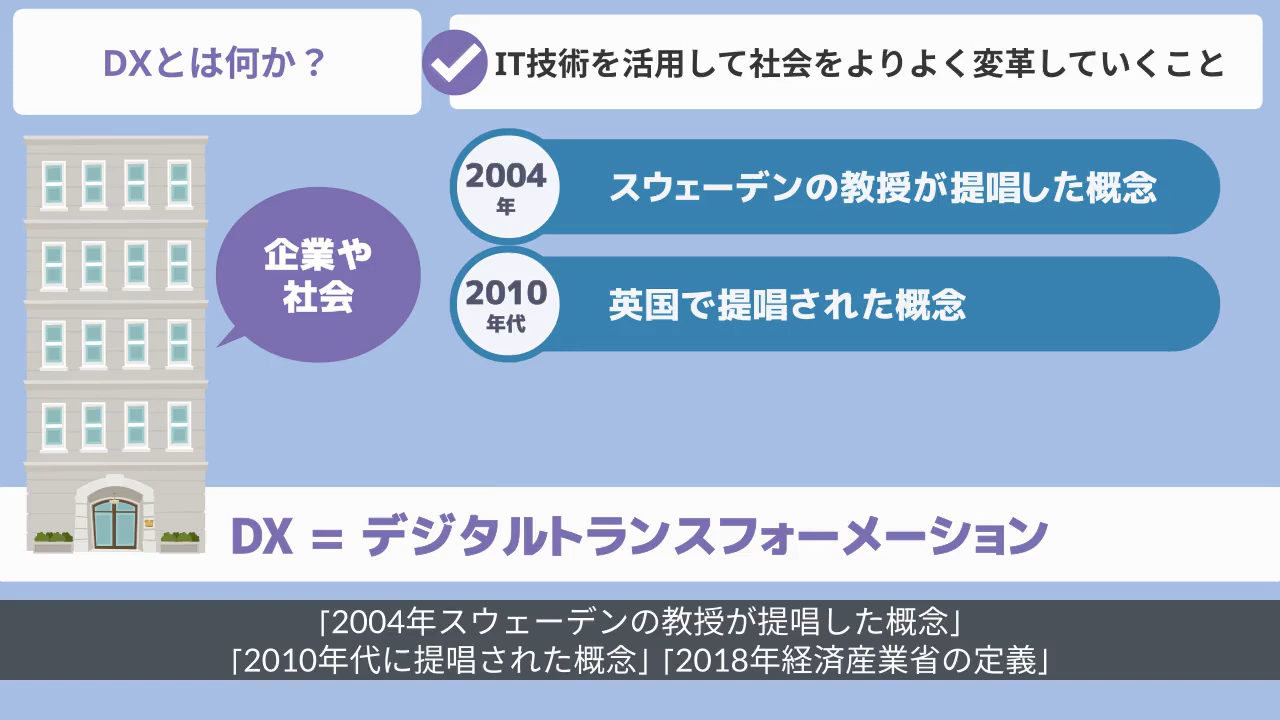 DXとは何か？
IT技術を活用して社会をよりよく変革していくこと
2004
年
スウェーデンの教授が提唱した概念
企業や
社会
2010
年代
英国で提唱された概念
DX = デジタルトランスフォーメーション
「2004年スウェーデンの教授が提唱した概念」
「2010年代に提唱された概念」「2018年経済産業省の定義」